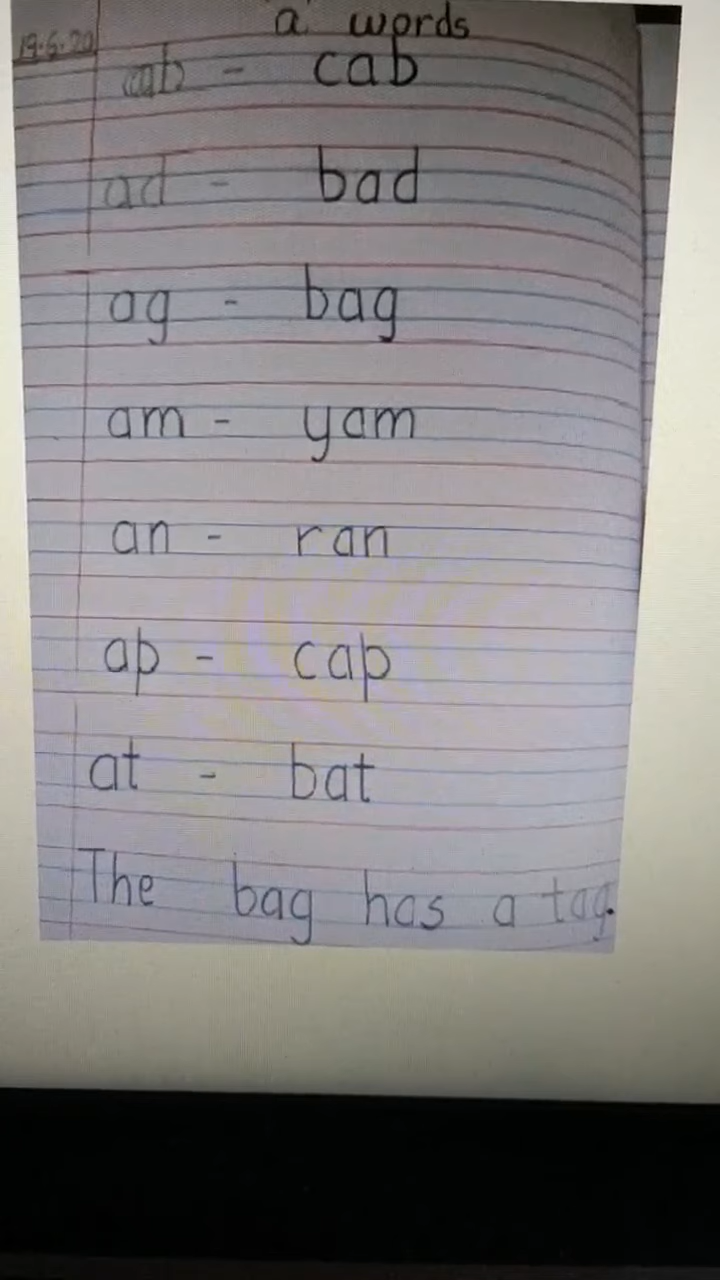 a words
19.6.20
ab - cab
ad - bad
ag - bag
am - yam
an - ran
ap - cap
at - bat
The bag has a tag.